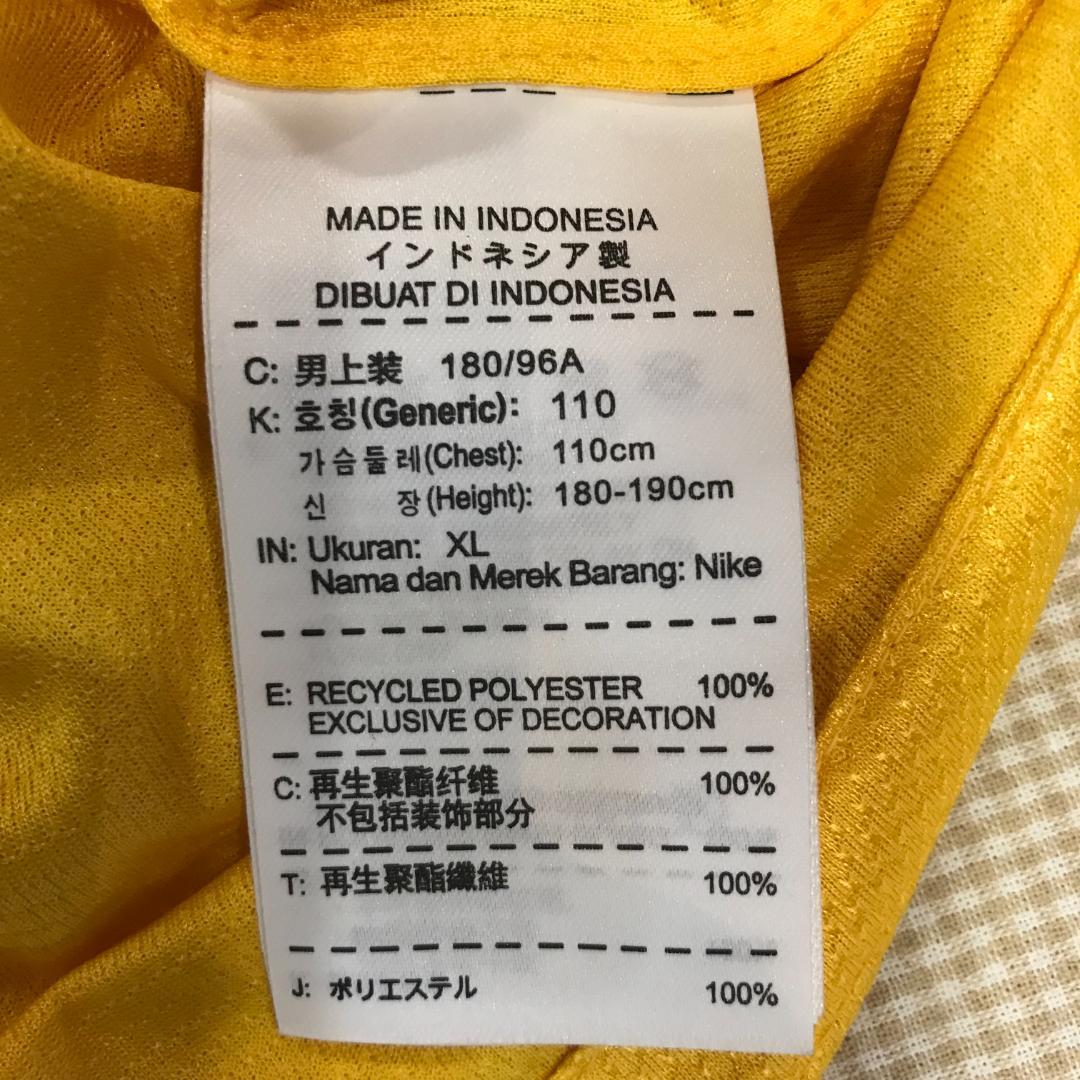 MADE IN INDONESIA
インドネシア製
DIBUAT DI INDONESIA
C: 男上装 180/96A
K: 호칭(Generic): 110
가슴둘레(Chest): 110cm
신 장(Height): 180-190cm
IN: Ukuran: XL
Nama dan Merek Barang: Nike
E: RECYCLED POLYESTER 100%
EXCLUSIVE OF DECORATION
C: 再生聚酯纤维 100%
不包括装饰部分
T: 再生聚酯纖維 100%
J: ポリエステル 100%